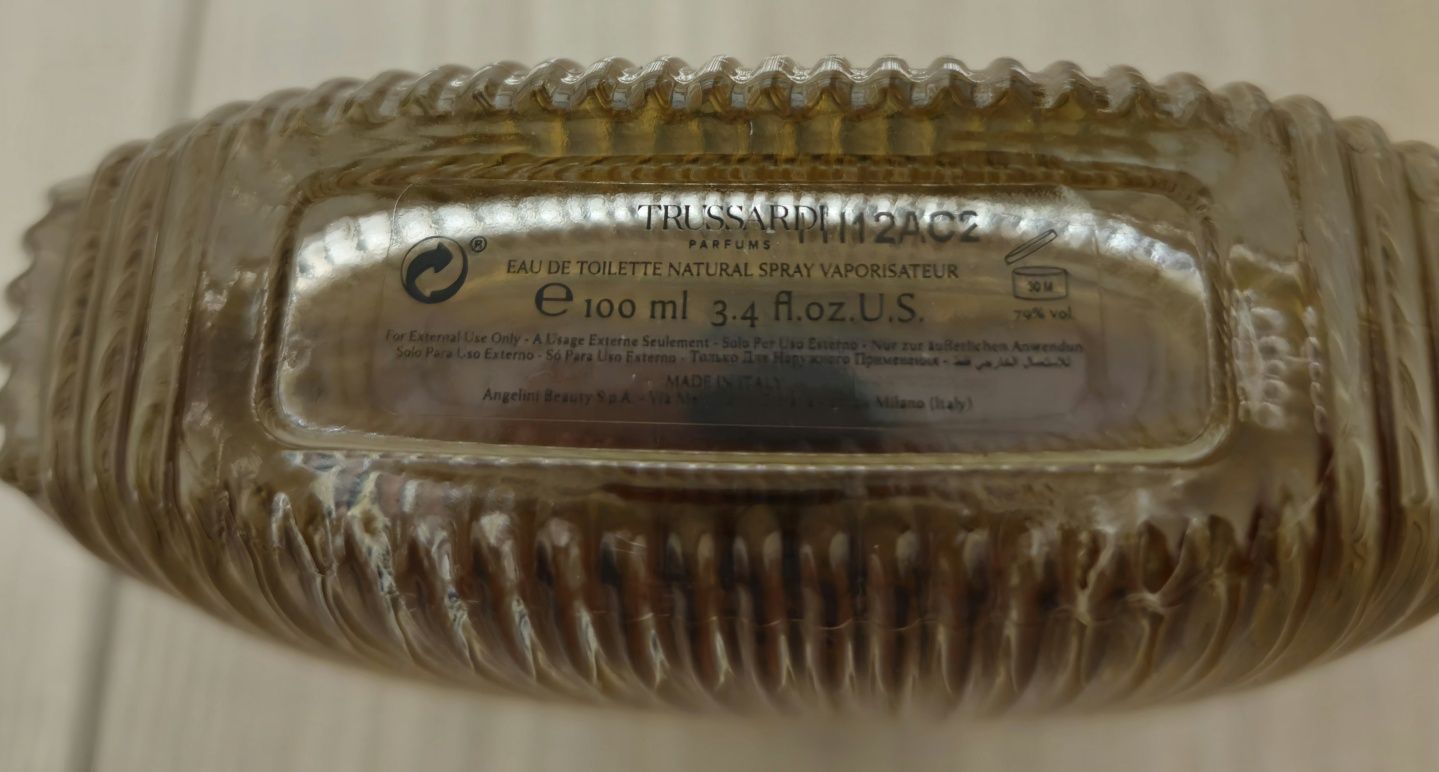 TRUSSARDI
PARFUMS
12AC2
®
EAU DE TOILETTE NATURAL SPRAY VAPORISATEUR
e 100 ml 3.4 fl.oz.U.S.
30 M
79% vol
For External Use Only - A Usage Externe Seulement - Solo Per Uso Esterno - Nur zur äußerlichen Anwendun
Solo Para Uso Externo - Só Para Uso Externo - Только Для Наружного Применения - للاستعمال الخارجي فقط
MADE IN ITALY
Angelini Beauty S.p.A. - Via Milano (Italy)